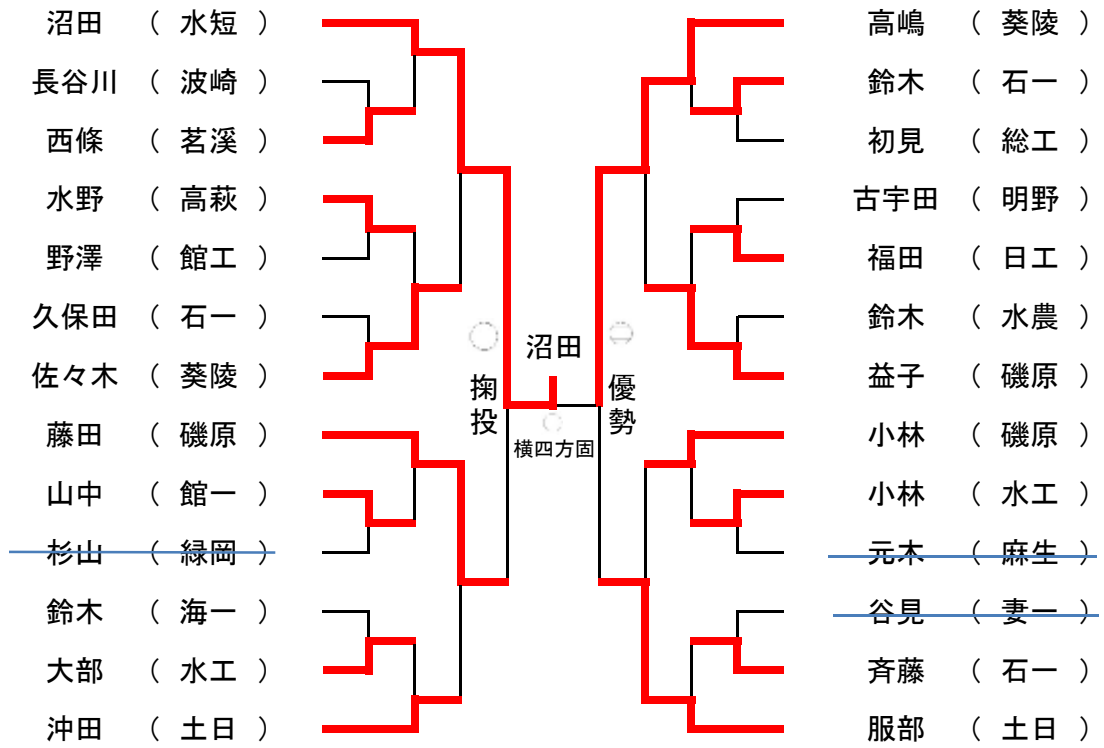 沼田 （ 水短 ）
長谷川 （ 波崎 ）
西條 （ 茗溪 ）
水野 （ 高萩 ）
野澤 （ 館工 ）
久保田 （ 石一 ）
佐々木 （ 葵陵 ）
藤田 （ 磯原 ）
山中 （ 館一 ）
杉山 （ 緑岡 ）
鈴木 （ 海一 ）
大部 （ 水工 ）
沖田 （ 土日 ）
沼田
掬投
優勢
横四方固
高嶋 （ 葵陵 ）
鈴木 （ 石一 ）
初見 （ 総工 ）
古宇田 （ 明野 ）
福田 （ 日工 ）
鈴木 （ 水農 ）
益子 （ 磯原 ）
小林 （ 磯原 ）
小林 （ 水工 ）
元木 （ 麻生 ）
谷見 （ 妻一 ）
斉藤 （ 石一 ）
服部 （ 土日 ）